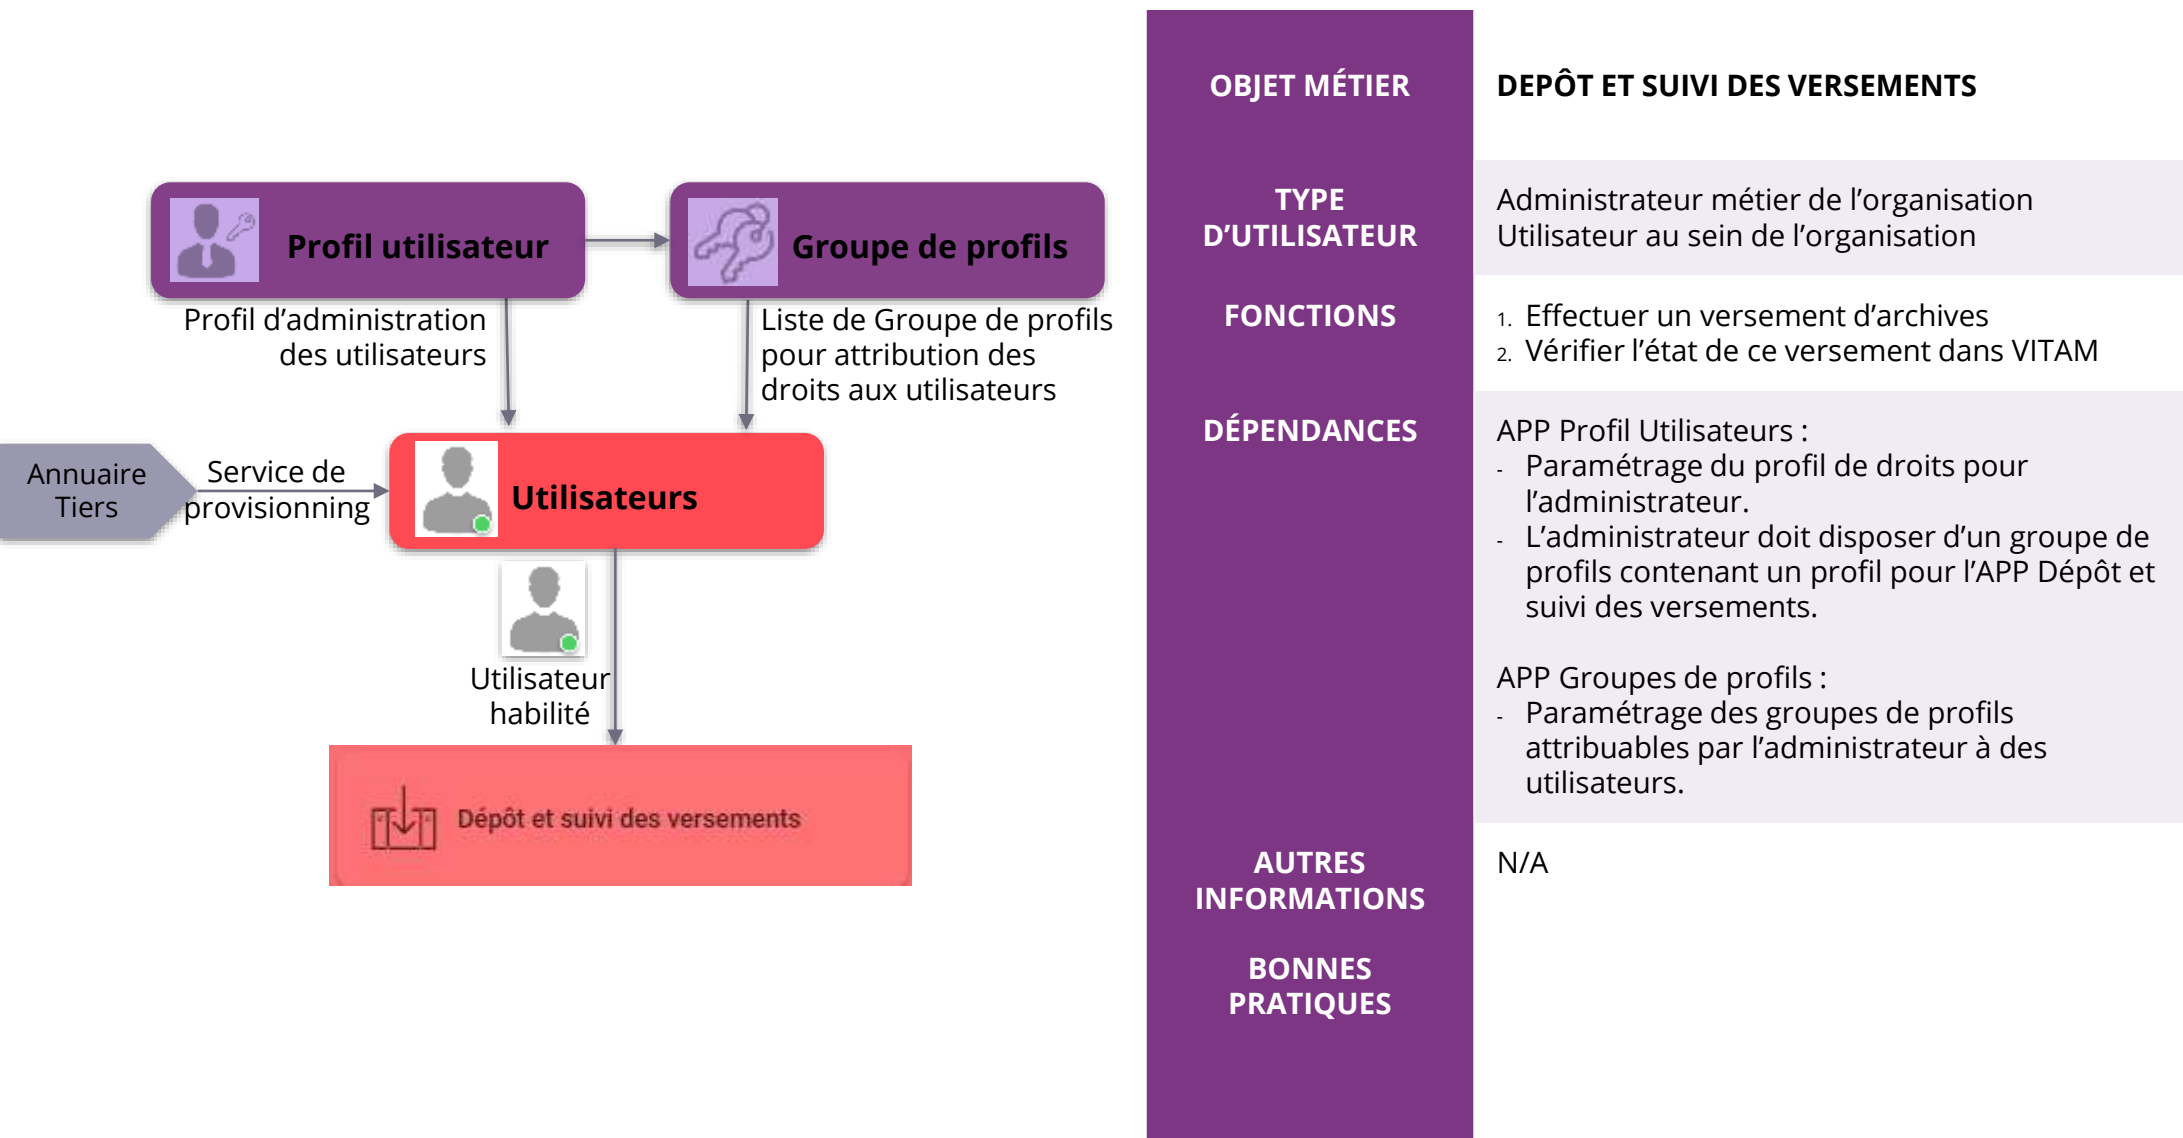 Profil utilisateur
Groupe de profils
Profil d’administration
des utilisateurs
Liste de Groupe de profils
pour attribution des
droits aux utilisateurs
Annuaire
Tiers
Service de
provisionning
Utilisateurs
Utilisateur
habilité
Dépôt et suivi des versements
OBJET MÉTIER
DEPÔT ET SUIVI DES VERSEMENTS
TYPE
D’UTILISATEUR
Administrateur métier de l’organisation
Utilisateur au sein de l’organisation
FONCTIONS
1. Effectuer un versement d’archives
2. Vérifier l’état de ce versement dans VITAM
DÉPENDANCES
APP Profil Utilisateurs :
- Paramétrage du profil de droits pour
l’administrateur.
- L’administrateur doit disposer d’un groupe de
profils contenant un profil pour l’APP Dépôt et
suivi des versements.
APP Groupes de profils :
- Paramétrage des groupes de profils
attribuables par l’administrateur à des
utilisateurs.
AUTRES
INFORMATIONS
N/A
BONNES
PRATIQUES